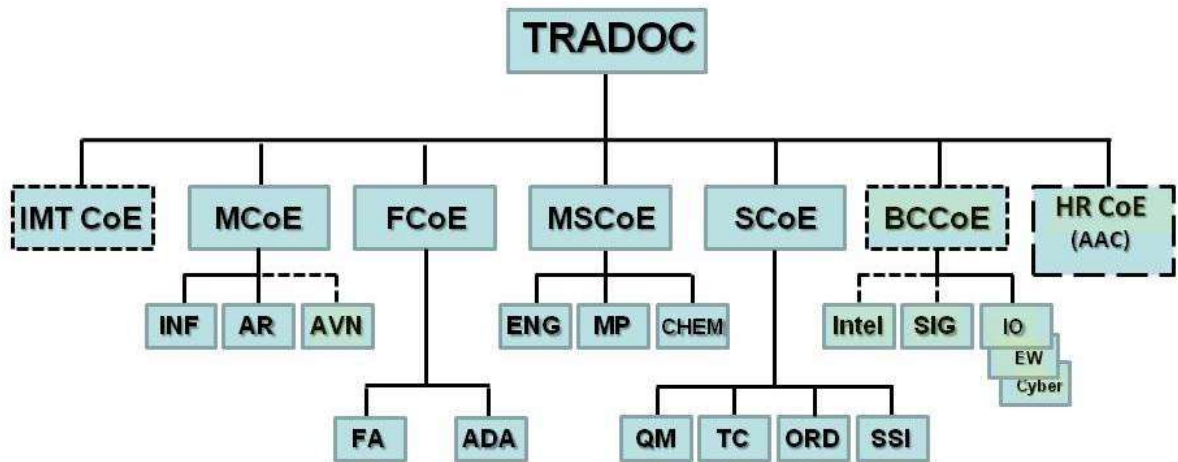 TRADOC
IMT CoE
MCoE
FCoE
MSCoE
SCoE
BCCoE
HR CoE
(AAC)
INF
AR
AVN
ENG
MP
CHEM
Intel
SIG
IO
EW
Cyber
FA
ADA
QM
TC
ORD
SSI